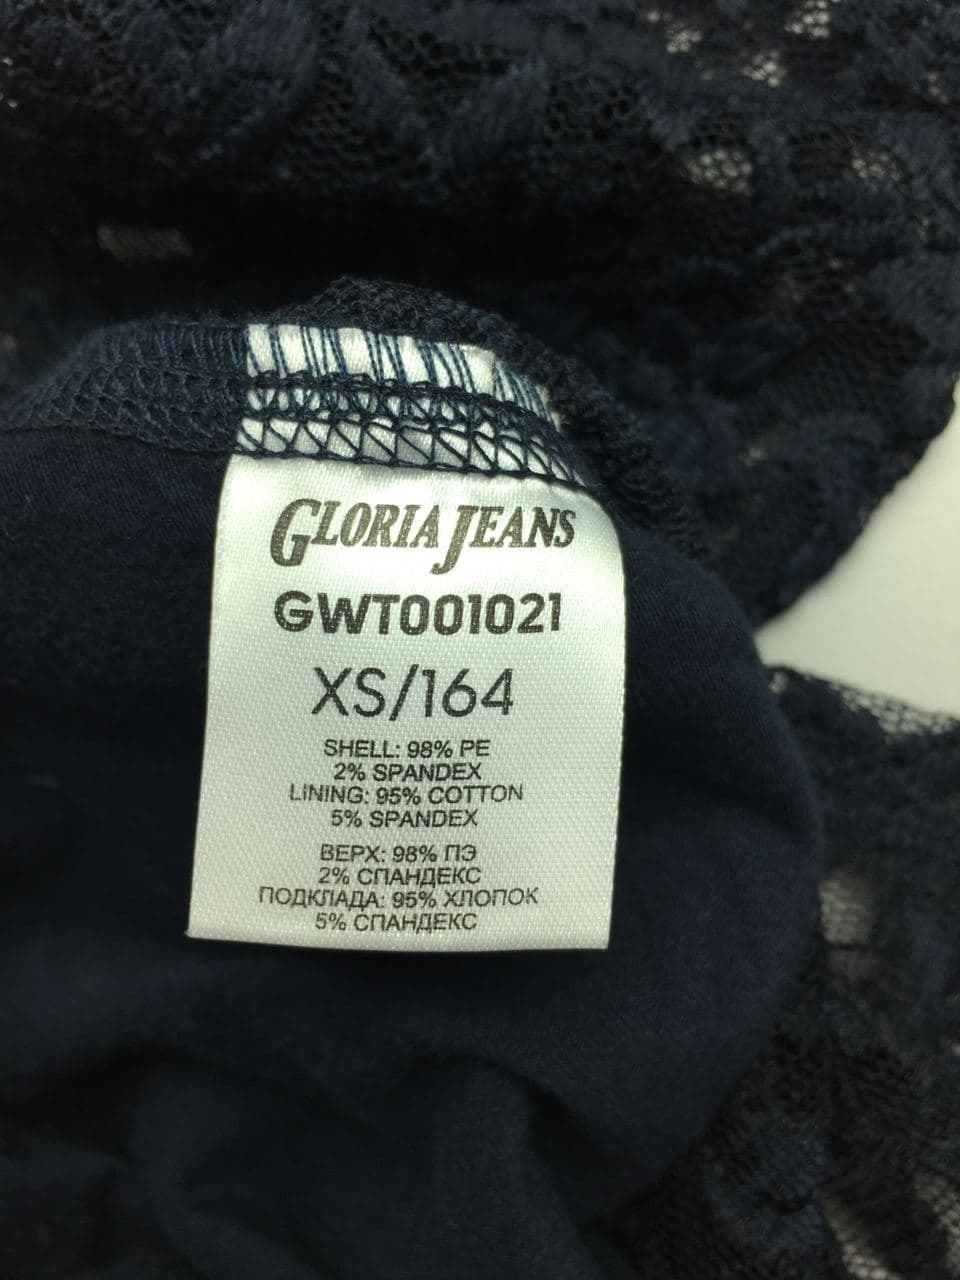 GLORIA JEANS
GWT001021
XS/164
SHELL: 98% PE
2% SPANDEX
LINING: 95% COTTON
5% SPANDEX
ВЕРХ: 98% ПЭ
2% СПАНДЕКС
ПОДКЛАДА: 95% ХЛОПОК
5% СПАНДЕКС